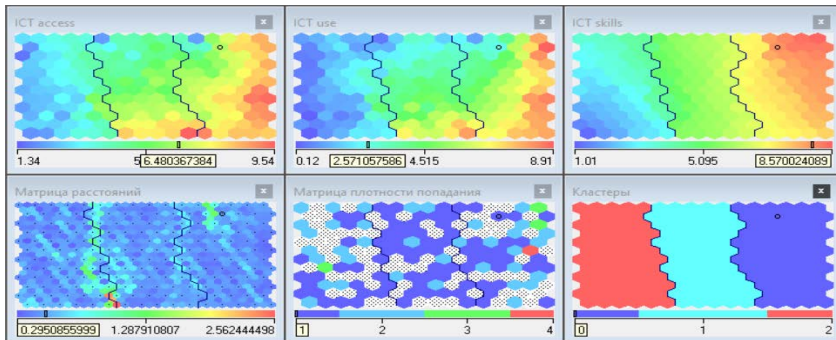 ICT access
ICT use
ICT skills
1.34 5 6.480367384 9.54
0.12 2.571057586 4.515 8.91
1.01 5.095 8.570024089
Матрица расстояний
Матрица плотности попадания
Кластеры
0.2950855999 1.287910807 2.562444498
1 2 3 4
0 1 2